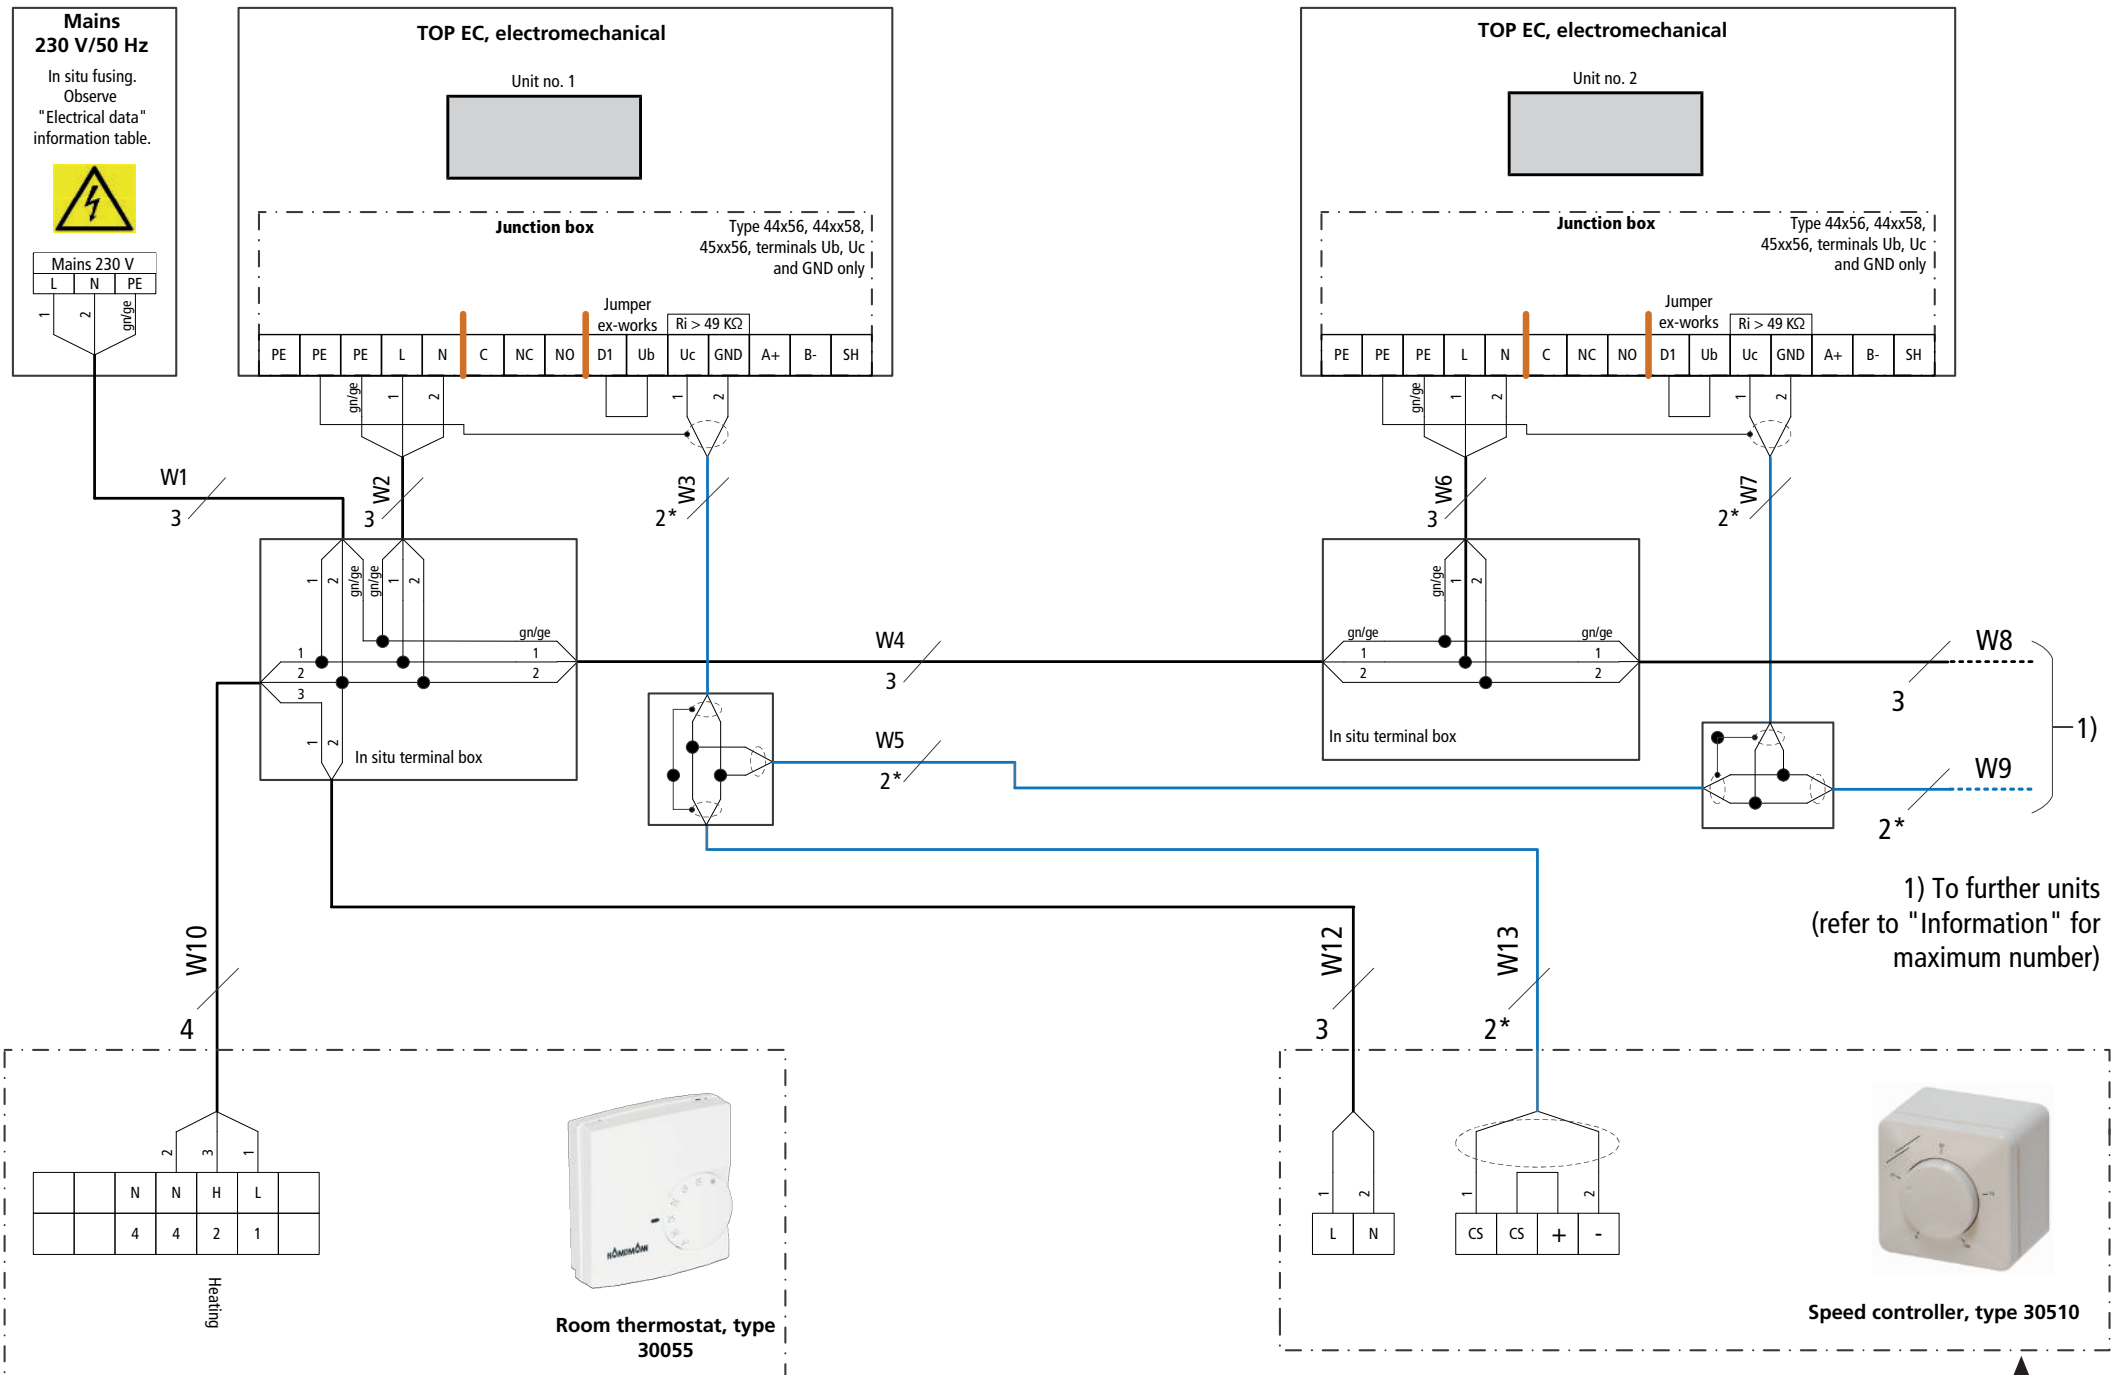 Mains
230 V/50 Hz
In situ fusing.
Observe
"Electrical data"
information table.
Mains 230 V
L N PE
1 2 gn/ge
TOP EC, electromechanical
Unit no. 1
Junction box
Type 44x56, 44xx58,
45xx56, terminals Ub, Uc
and GND only
Jumper
ex-works
Ri > 49 KΩ
PE PE PE L N C NC NO D1 Ub Uc GND A+ B- SH
gn/ge 1 2 1 2
TOP EC, electromechanical
Unit no. 2
Junction box
Type 44x56, 44xx58,
45xx56, terminals Ub, Uc
and GND only
Jumper
ex-works
Ri > 49 KΩ
PE PE PE L N C NC NO D1 Ub Uc GND A+ B- SH
gn/ge 1 2 1 2
W1
3
W2
3
W3
2*
W6
3
W7
2*
1 2 gn/ge gn/ge 1 2
gn/ge
1 1
2 2
3
1 2
In situ terminal box
W4
3
W5
2*
gn/ge 1 2
gn/ge gn/ge
1 1
2 2
In situ terminal box
W8
3
W9
2*
1)
1) To further units
(refer to "Information" for
maximum number)
W10
4
W12
3
W13
2*
2 3 1
N N H L
4 4 2 1
Heating
Room thermostat, type
30055
1 2
L N
1 2
CS CS + -
Speed controller, type 30510